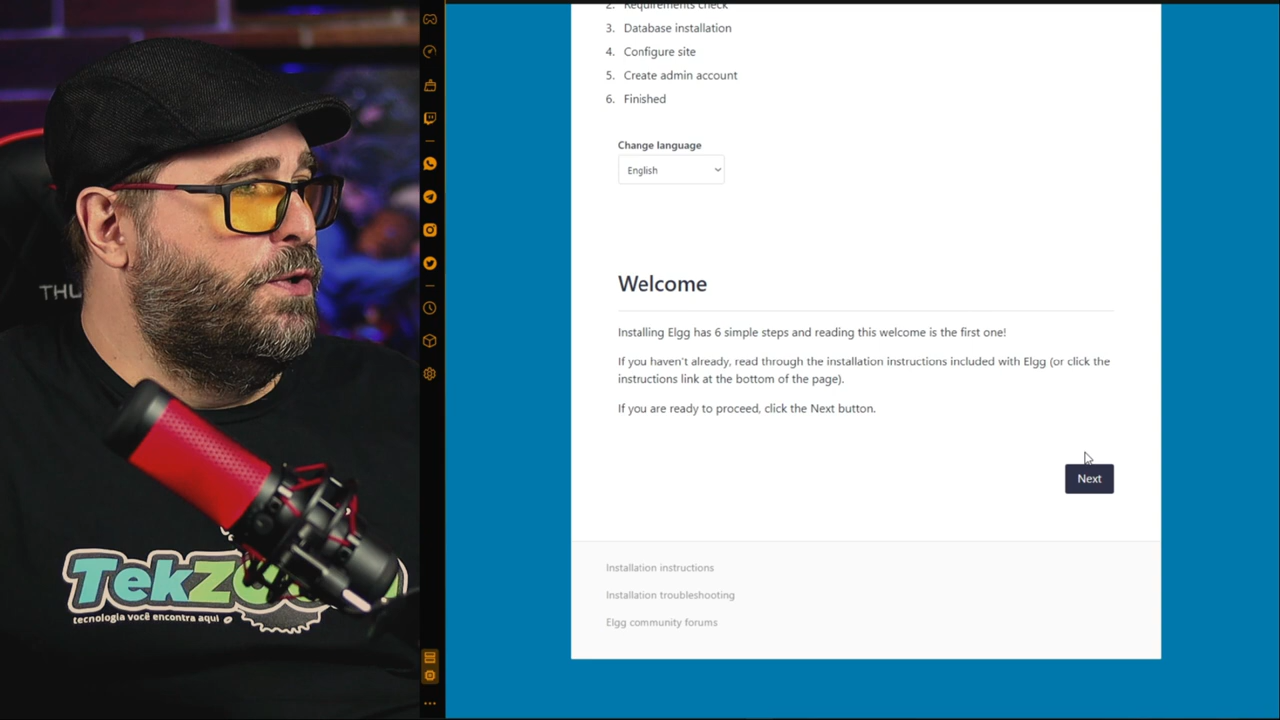 2. Requirements check
3. Database installation
4. Configure site
5. Create admin account
6. Finished
Change language
English
Welcome
Installing Elgg has 6 simple steps and reading this welcome is the first one!
If you haven't already, read through the installation instructions included with Elgg (or click the
instructions link at the bottom of the page).
If you are ready to proceed, click the Next button.
Next
Installation instructions
Installation troubleshooting
Elgg community forums
THU
tecnologia você encontra aqui